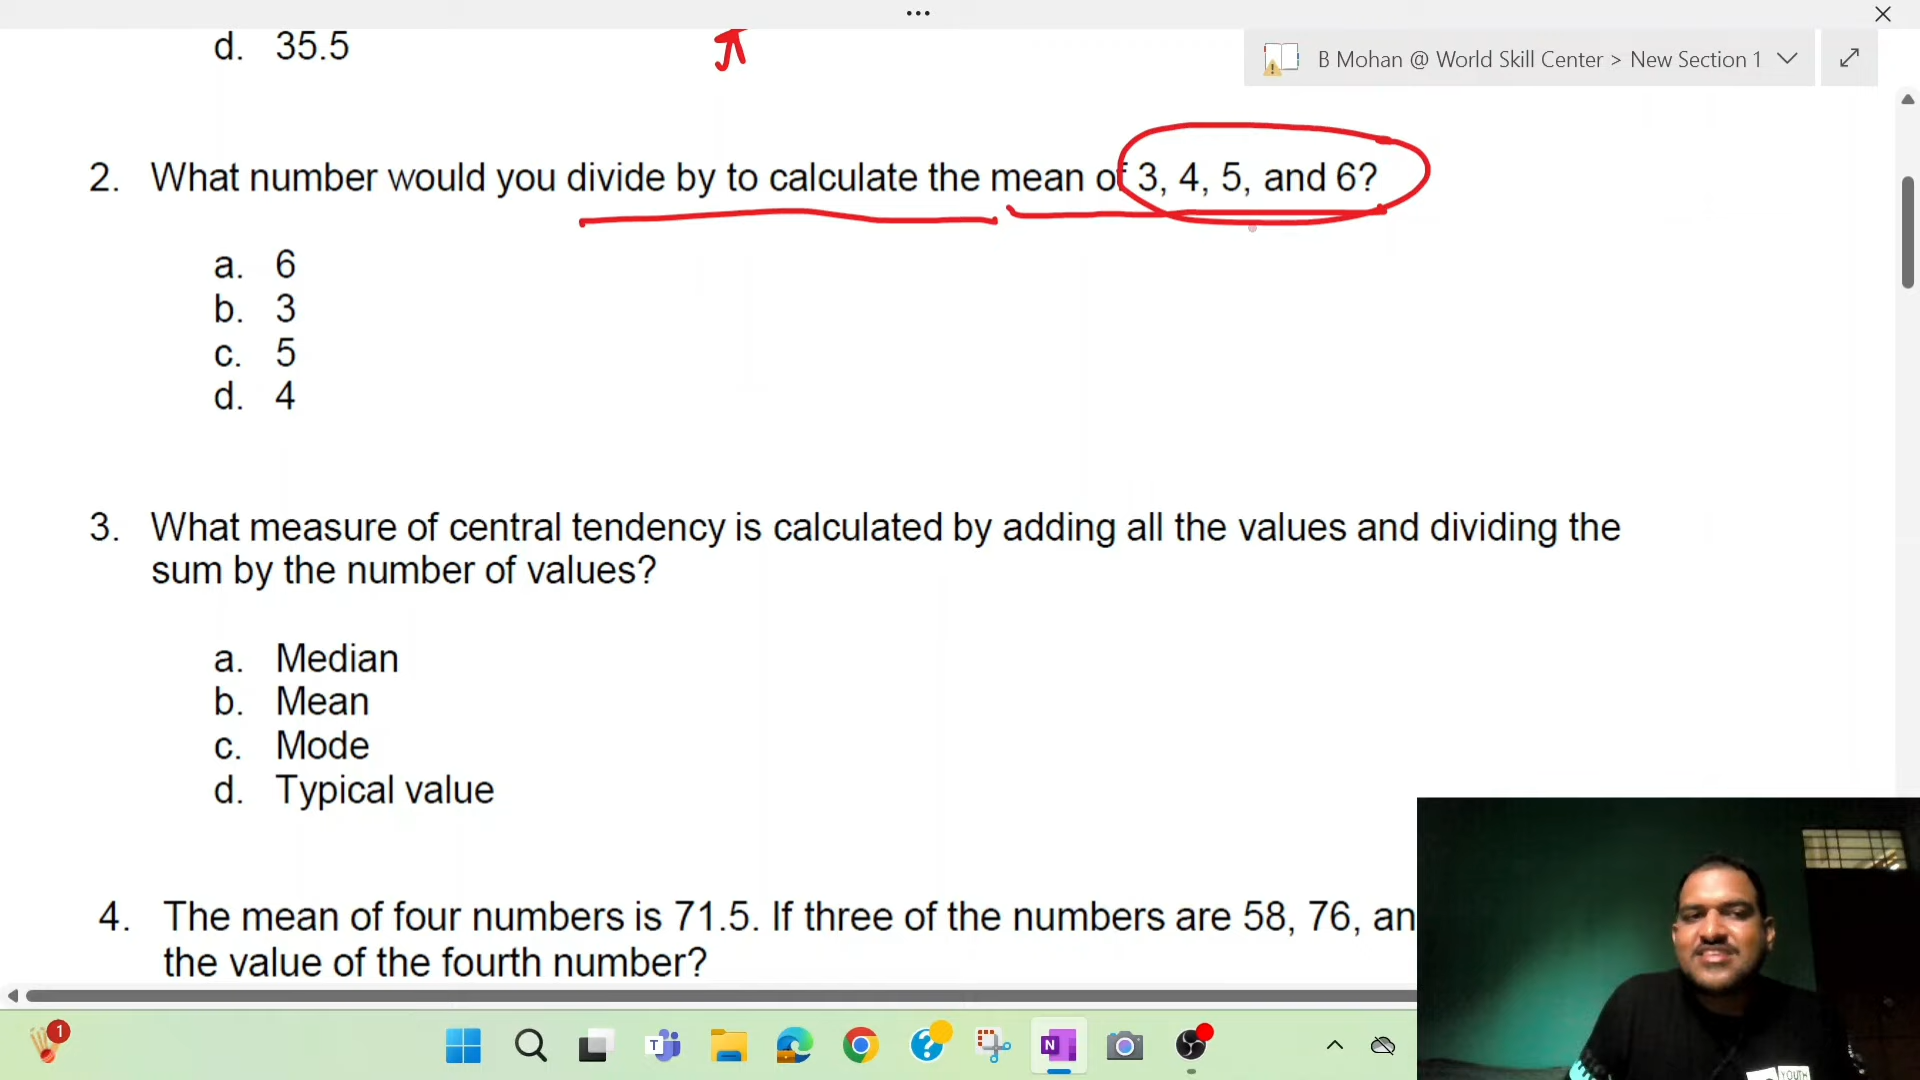 d. 35.5
π
B Mohan @ World Skill Center > New Section 1
2. What number would you divide by to calculate the mean of 3, 4, 5, and 6?
a. 6
b. 3
c. 5
d. 4
3. What measure of central tendency is calculated by adding all the values and dividing the
sum by the number of values?
a. Median
b. Mean
c. Mode
d. Typical value
4. The mean of four numbers is 71.5. If three of the numbers are 58, 76, an
the value of the fourth number?
1
T
N
YOUTH